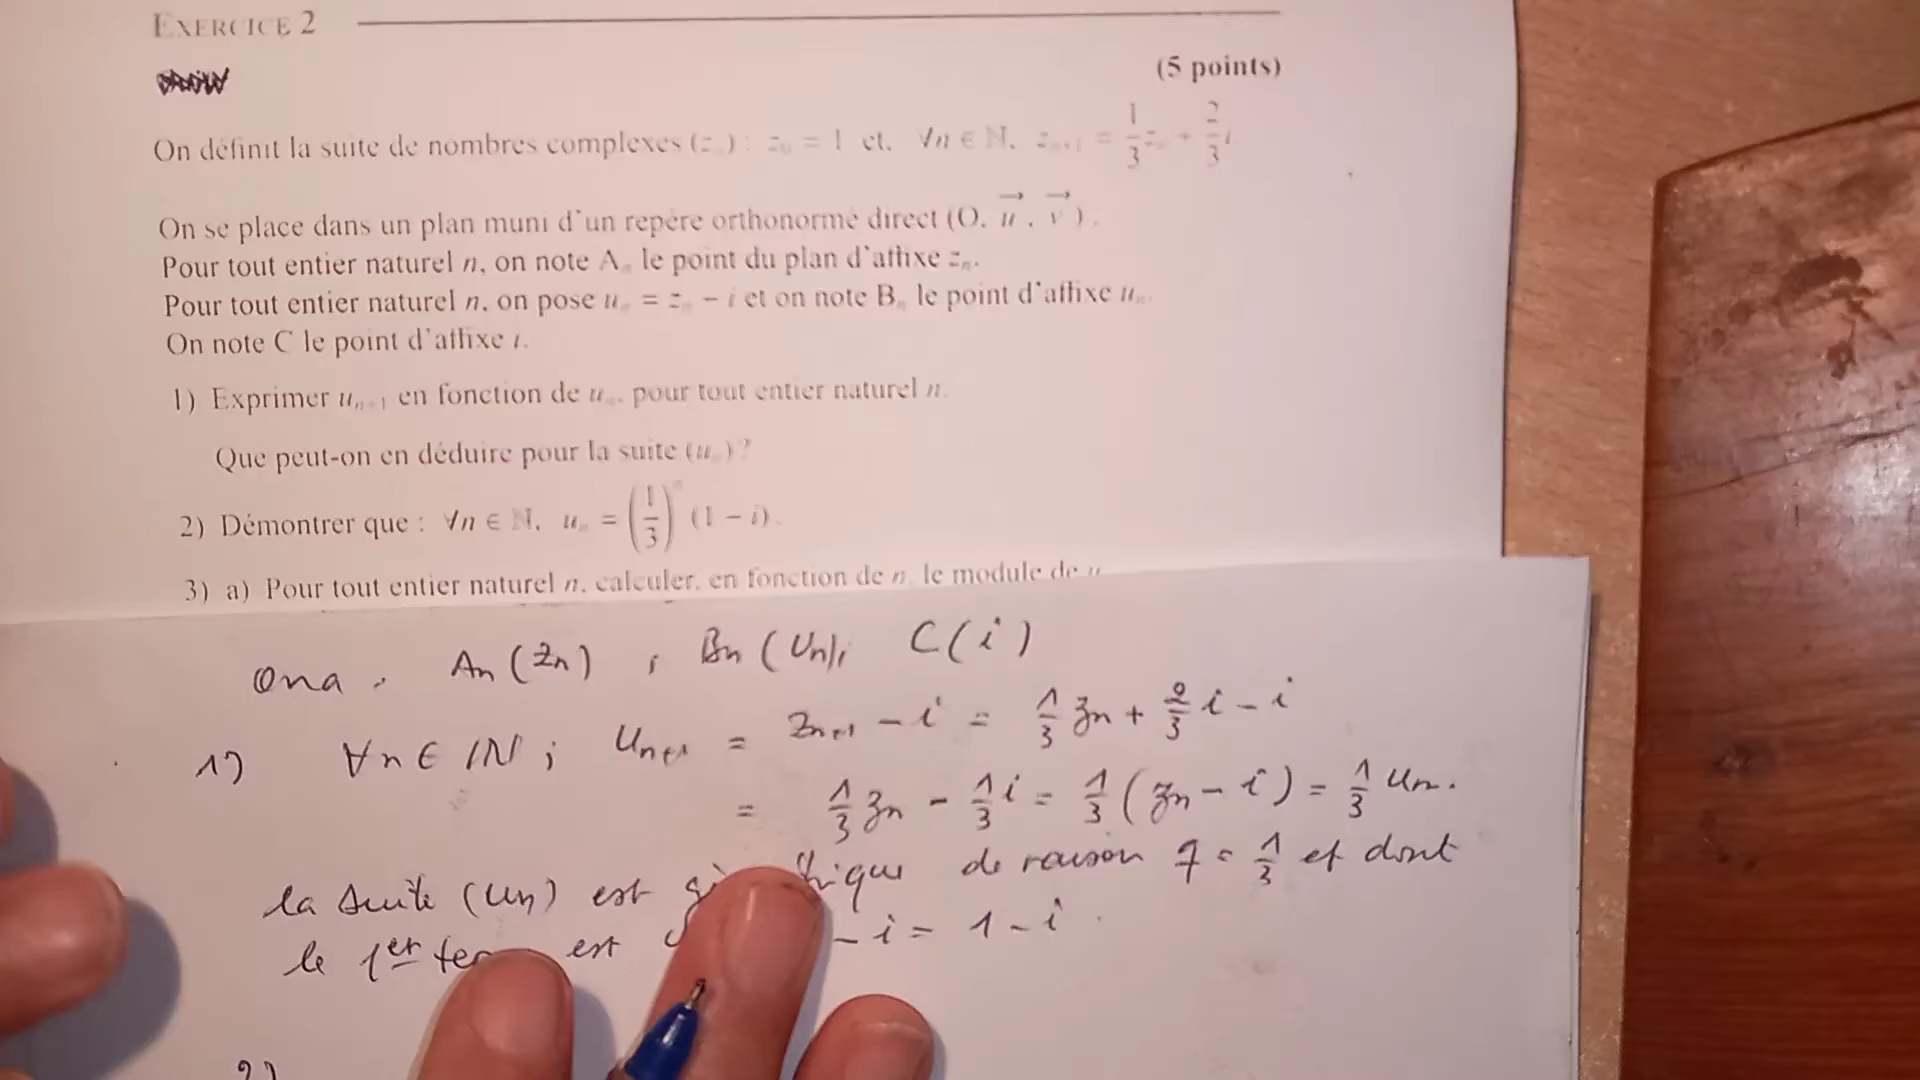 EXERCICE 2
(5 points)
On définit la suite de nombres complexes (zₙ) : z₀ = 1 et, ∀n ∈ ℕ, zₙ₊₁ = 1/3 zₙ + 2/3 i
On se place dans un plan muni d'un repère orthonormé direct (O, u⃗, v⃗).
Pour tout entier naturel n, on note Aₙ le point du plan d'affixe zₙ.
Pour tout entier naturel n, on pose uₙ = zₙ − i et on note Bₙ le point d'affixe uₙ.
On note C le point d'affixe i.
1) Exprimer uₙ₊₁ en fonction de uₙ, pour tout entier naturel n.
Que peut-on en déduire pour la suite (uₙ)?
2) Démontrer que : ∀n ∈ ℕ, uₙ = (1/3)ⁿ (1 − i).
3) a) Pour tout entier naturel n, calculer, en fonction de n, le module de u
On a . An (Zn) ; Bn (Un); C(i)
1°) ∀n ∈ IN ; Un+1 = Zn+1 − i = 1/3 Zn + 2/3 i − i
= 1/3 Zn − 1/3 i = 1/3 (Zn − i) = 1/3 Un.
la suite (Un) est de raison q = 1/3 et dont
le 1er est − i = 1 − i .
2)